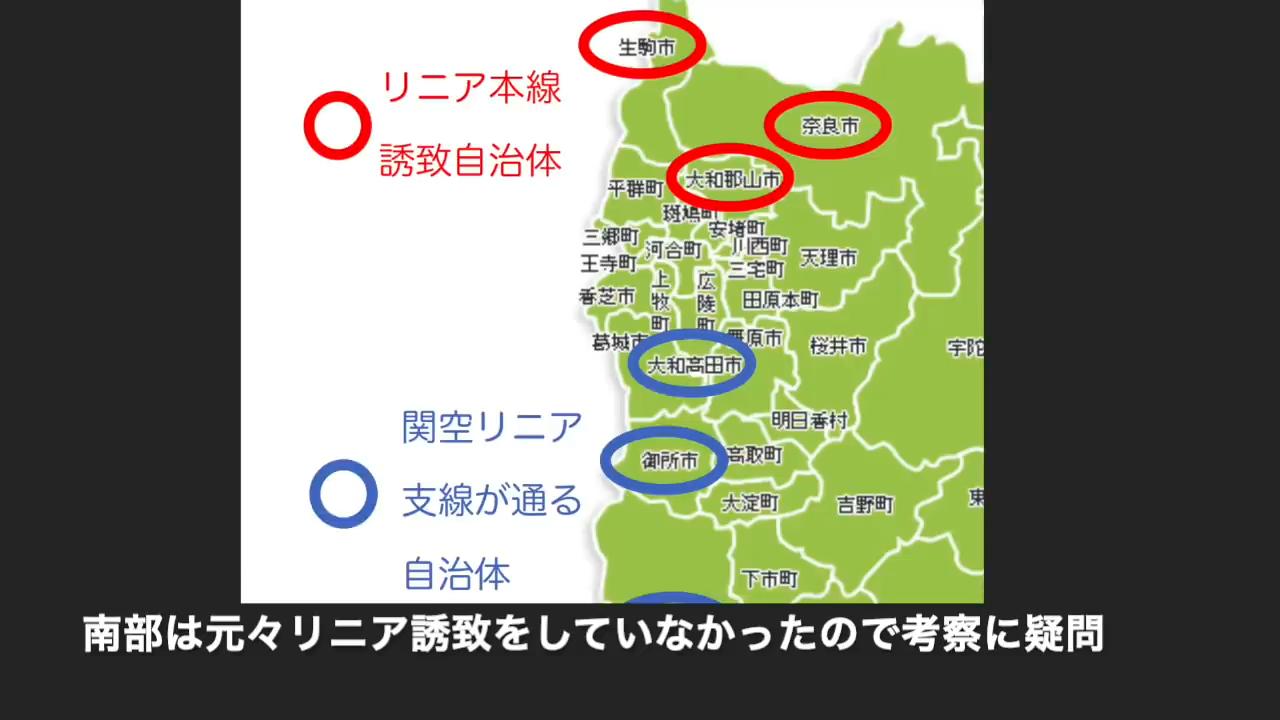 生駒市
リニア本線
誘致自治体
奈良市
大和郡山市
平群町
斑鳩町
安堵町
三郷町
河合町
川西町
天理市
王寺町
三宅町
香芝市
上牧町
広陵町
田原本町
葛城市
原市
桜井市
宇陀
大和高田市
関空リニア
支線が通る
自治体
明日香村
御所市
高取町
大淀町
吉野町
東
下市町
南部は元々リニア誘致をしていなかったので考察に疑問